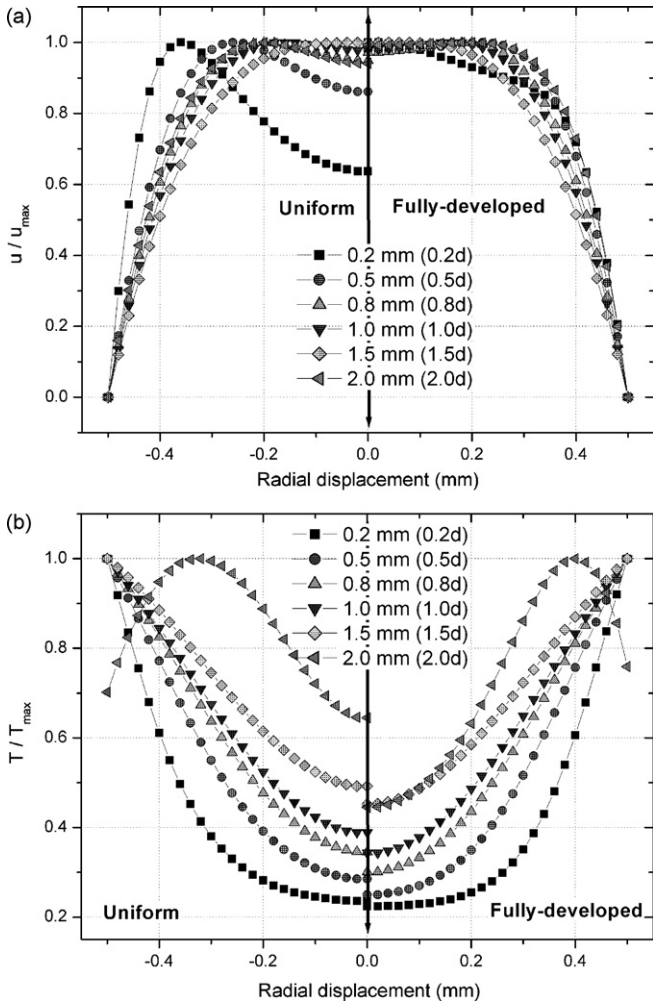 (a)
1.0
0.8
0.6
0.4
0.2
0.0
u / u_max
Uniform
Fully-developed
0.2 mm (0.2d)
0.5 mm (0.5d)
0.8 mm (0.8d)
1.0 mm (1.0d)
1.5 mm (1.5d)
2.0 mm (2.0d)
-0.4 -0.2 0.0 0.2 0.4
Radial displacement (mm)
(b)
1.0
0.8
0.6
0.4
0.2
T / T_max
0.2 mm (0.2d)
0.5 mm (0.5d)
0.8 mm (0.8d)
1.0 mm (1.0d)
1.5 mm (1.5d)
2.0 mm (2.0d)
Uniform
Fully-developed
-0.4 -0.2 0.0 0.2 0.4
Radial displacement (mm)